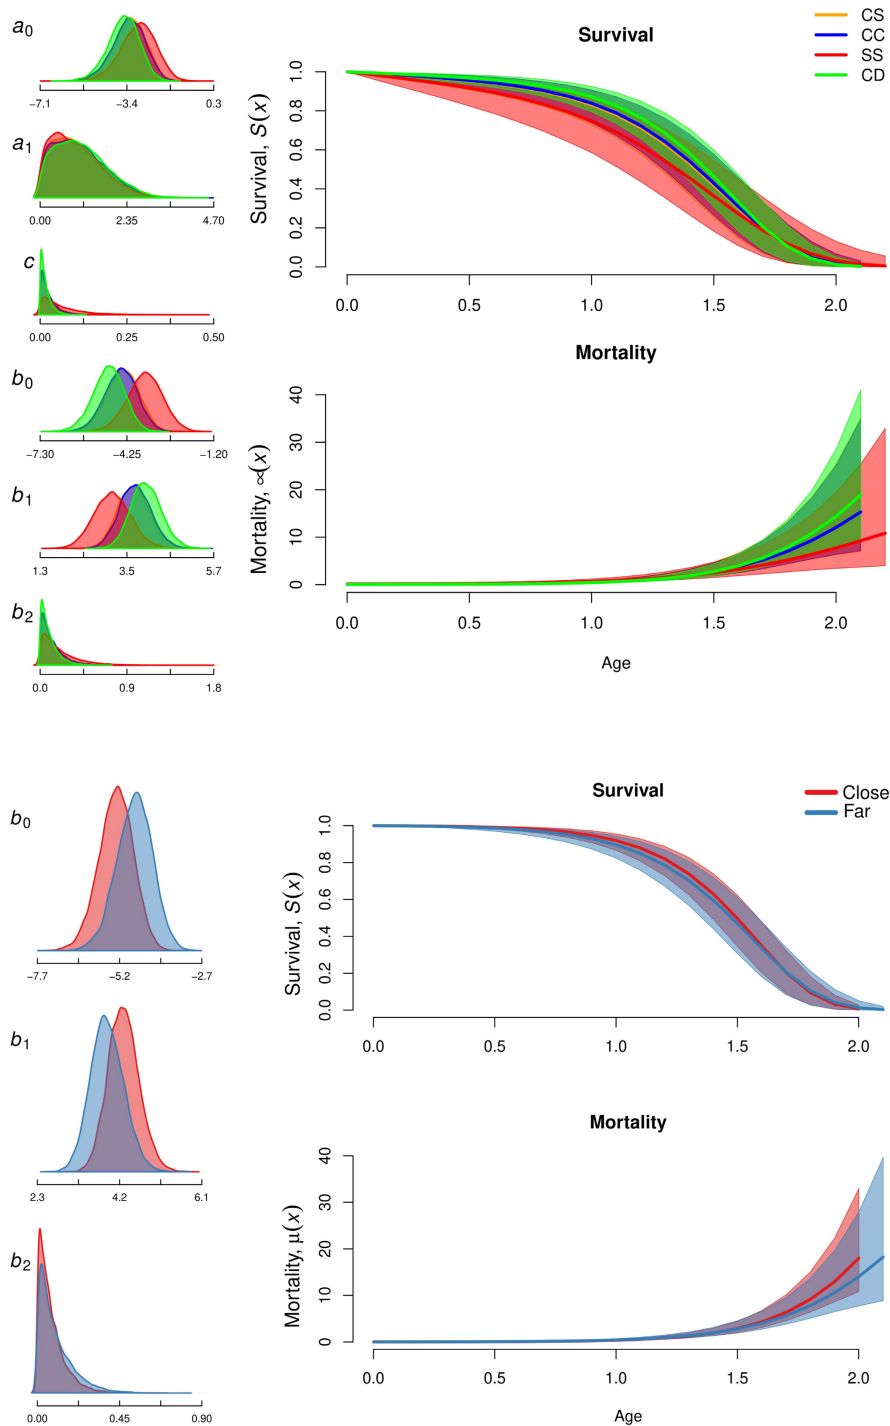 a0
−7.1 −3.4 0.3
a1
0.00 2.35 4.70
c
0.00 0.25 0.50
b0
−7.30 −4.25 −1.20
b1
1.3 3.5 5.7
b2
0.0 0.9 1.8
Survival
CS
CC
SS
CD
Survival, S(x)
1.0
0.8
0.6
0.4
0.2
0.0
0.0 0.5 1.0 1.5 2.0
Mortality
Mortality, ∝(x)
40
30
20
10
0
0.0 0.5 1.0 1.5 2.0
Age
b0
−7.7 −5.2 −2.7
b1
2.3 4.2 6.1
b2
0.00 0.45 0.90
Survival
Close
Far
Survival, S(x)
1.0
0.8
0.6
0.4
0.2
0.0
0.0 0.5 1.0 1.5 2.0
Mortality
Mortality, μ(x)
40
30
20
10
0
0.0 0.5 1.0 1.5 2.0
Age